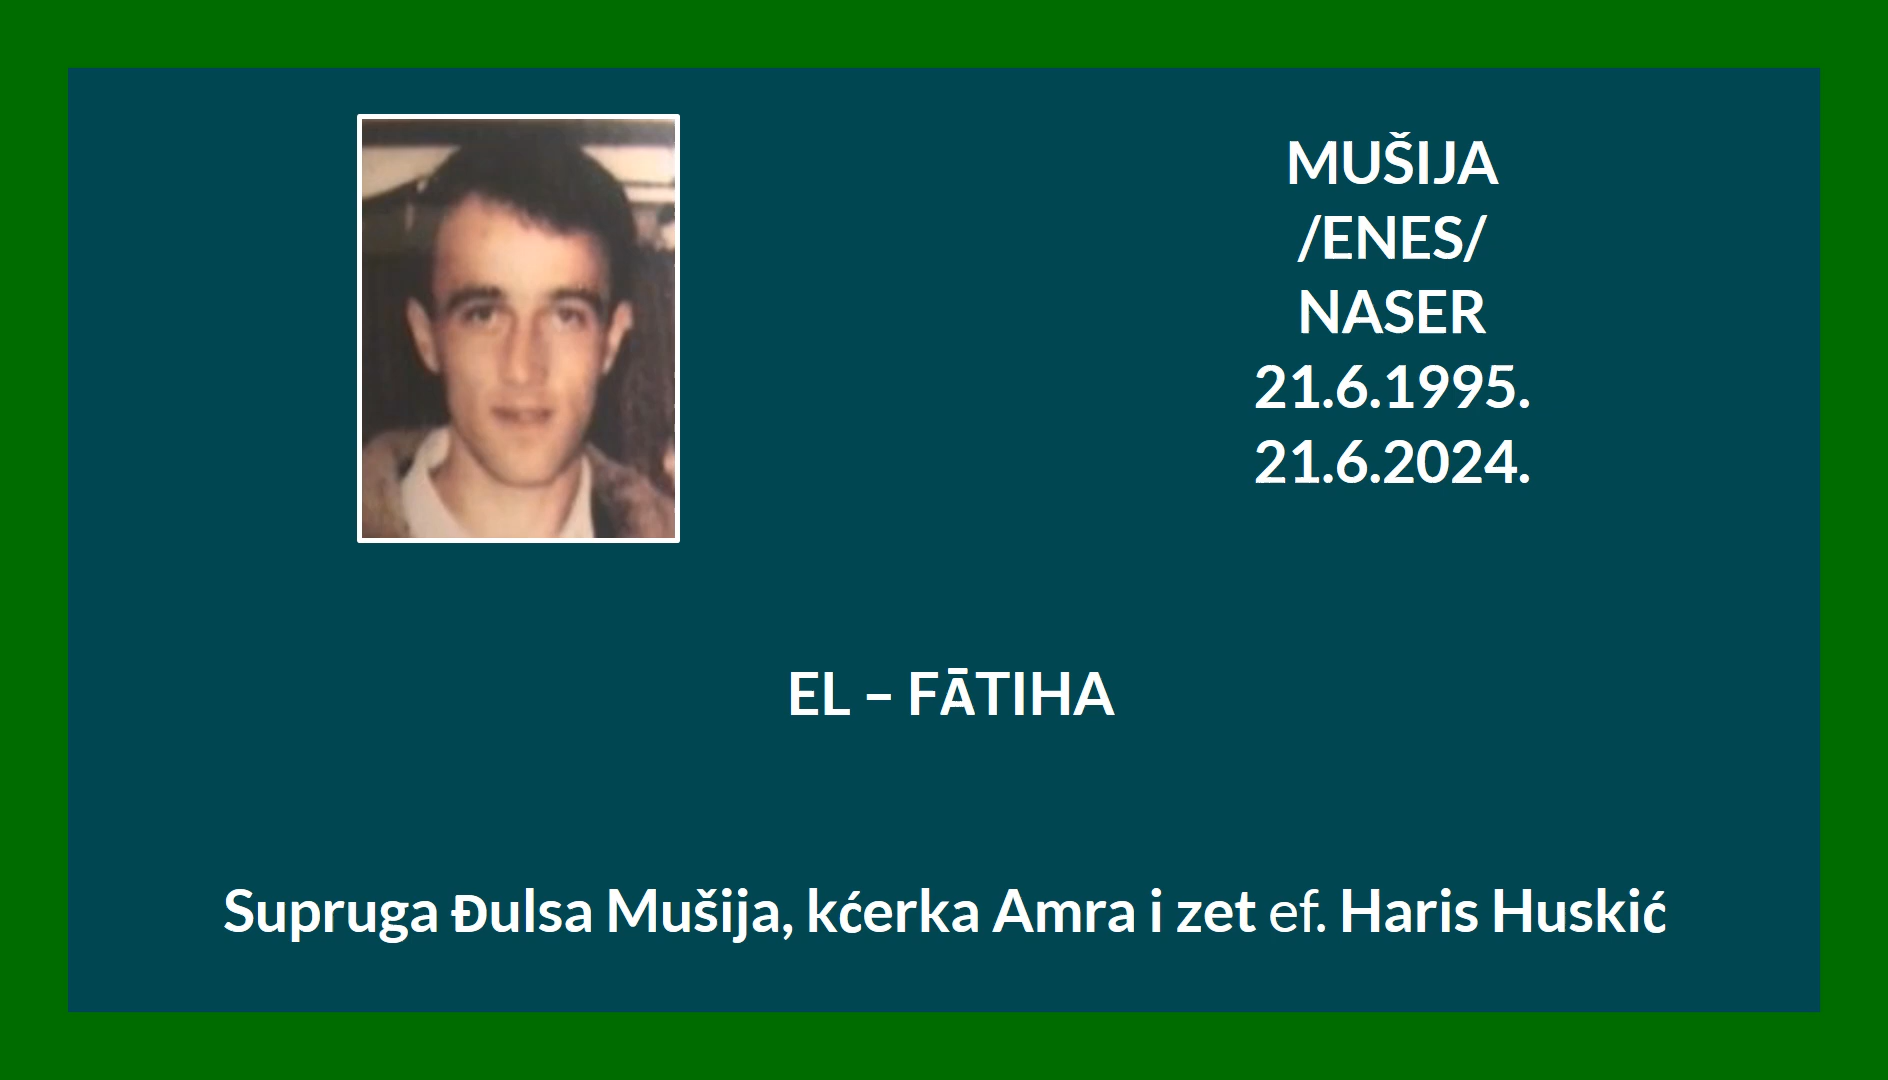 MUŠIJA
/ENES/
NASER
21.6.1995.
21.6.2024.
EL – FĀTIHA
Supruga Đulsa Mušija, kćerka Amra i zet ef. Haris Huskić